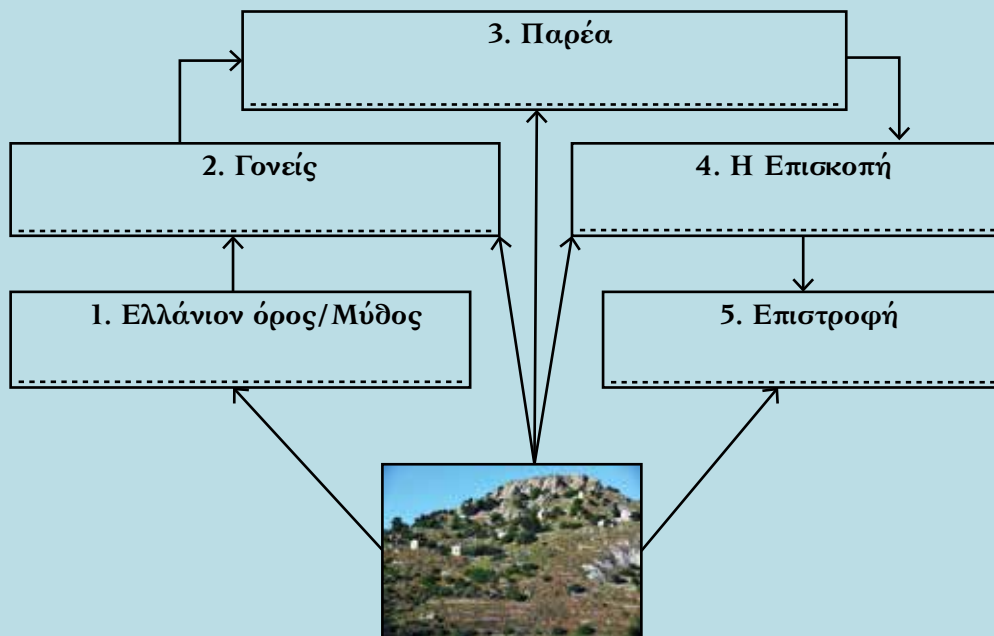 3. Παρέα
2. Γονείς
4. Η Επισκοπή
1. Ελλάνιον όρος/Μύθος
5. Επιστροφή